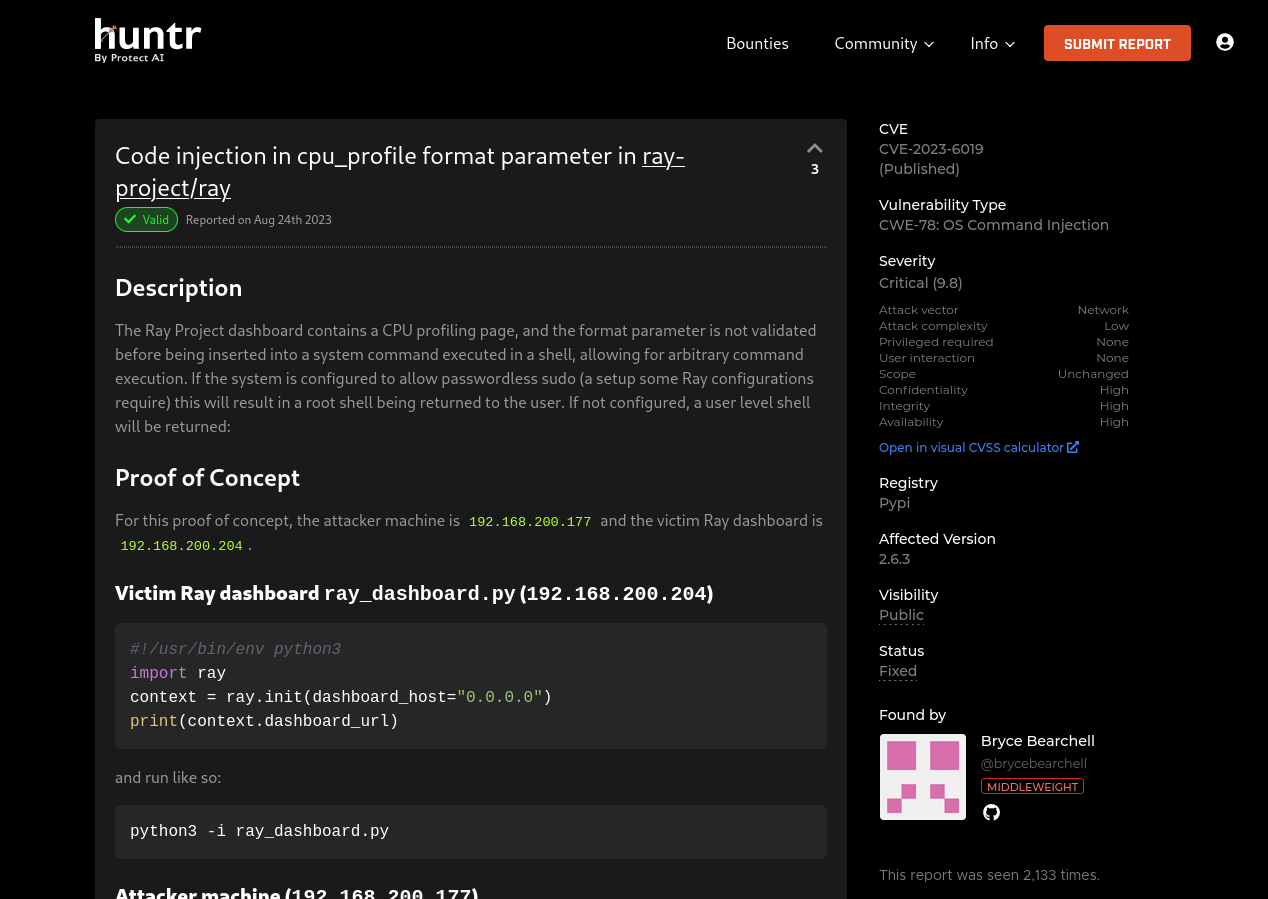 huntr
By Protect AI
Bounties
Community
Info
SUBMIT REPORT
Code injection in cpu_profile format parameter in ray-
project/ray
3
Valid
Reported on Aug 24th 2023
Description
The Ray Project dashboard contains a CPU profiling page, and the format parameter is not validated
before being inserted into a system command executed in a shell, allowing for arbitrary command
execution. If the system is configured to allow passwordless sudo (a setup some Ray configurations
require) this will result in a root shell being returned to the user. If not configured, a user level shell
will be returned:
Proof of Concept
For this proof of concept, the attacker machine is 192.168.200.177 and the victim Ray dashboard is
192.168.200.204.
Victim Ray dashboard ray_dashboard.py (192.168.200.204)
#!/usr/bin/env python3
import ray
context = ray.init(dashboard_host="0.0.0.0")
print(context.dashboard_url)
and run like so:
python3 -i ray_dashboard.py
Attacker machine (192.168.200.177)
CVE
CVE-2023-6019
(Published)
Vulnerability Type
CWE-78: OS Command Injection
Severity
Critical (9.8)
Attack vector Network
Attack complexity Low
Privileged required None
User interaction None
Scope Unchanged
Confidentiality High
Integrity High
Availability High
Open in visual CVSS calculator
Registry
Pypi
Affected Version
2.6.3
Visibility
Public
Status
Fixed
Found by
Bryce Bearchell
@brycebearchell
MIDDLEWEIGHT
This report was seen 2,133 times.